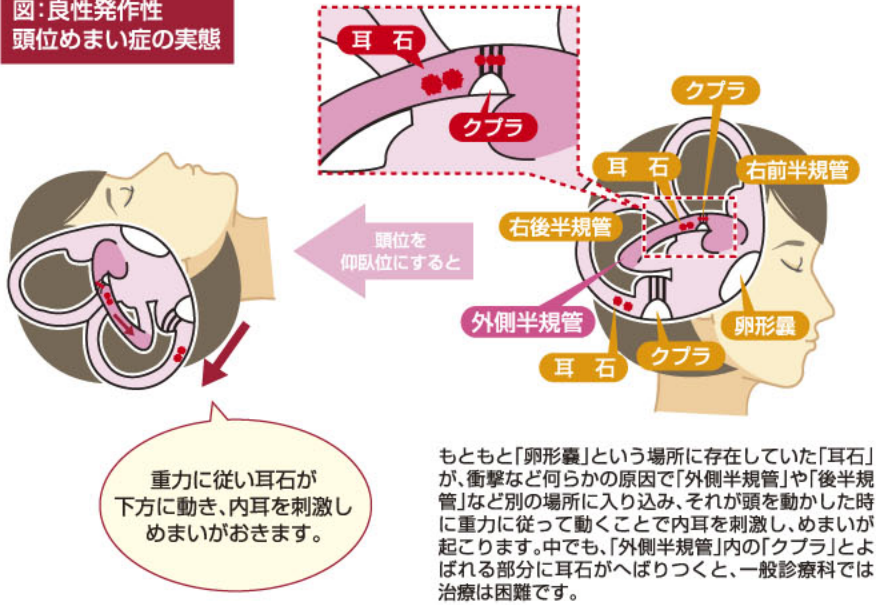 図:良性発作性
頭位めまい症の実態
耳 石
クプラ
クプラ
耳 石
右前半規管
右後半規管
頭位を
仰臥位にすると
外側半規管
卵形嚢
耳 石
クプラ
重力に従い耳石が
下方に動き、内耳を刺激し
めまいがおきます。
もともと「卵形嚢」という場所に存在していた「耳石」
が、衝撃など何らかの原因で「外側半規管」や「後半規
管」など別の場所に入り込み、それが頭を動かした時
に重力に従って動くことで内耳を刺激し、めまいが
起こります。中でも、「外側半規管」内の「クプラ」とよ
ばれる部分に耳石がへばりつくと、一般診療科では
治療は困難です。